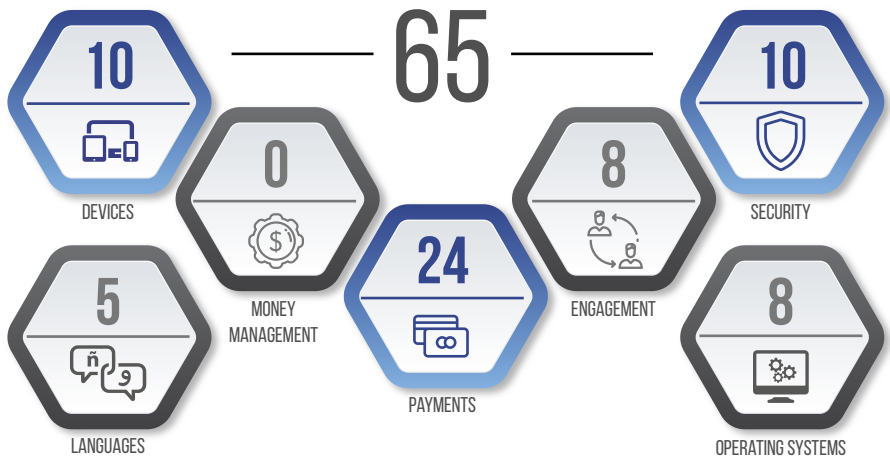 65
10
DEVICES
10
SECURITY
0
MONEY
MANAGEMENT
8
ENGAGEMENT
24
PAYMENTS
5
ñ و
LANGUAGES
8
OPERATING SYSTEMS
$